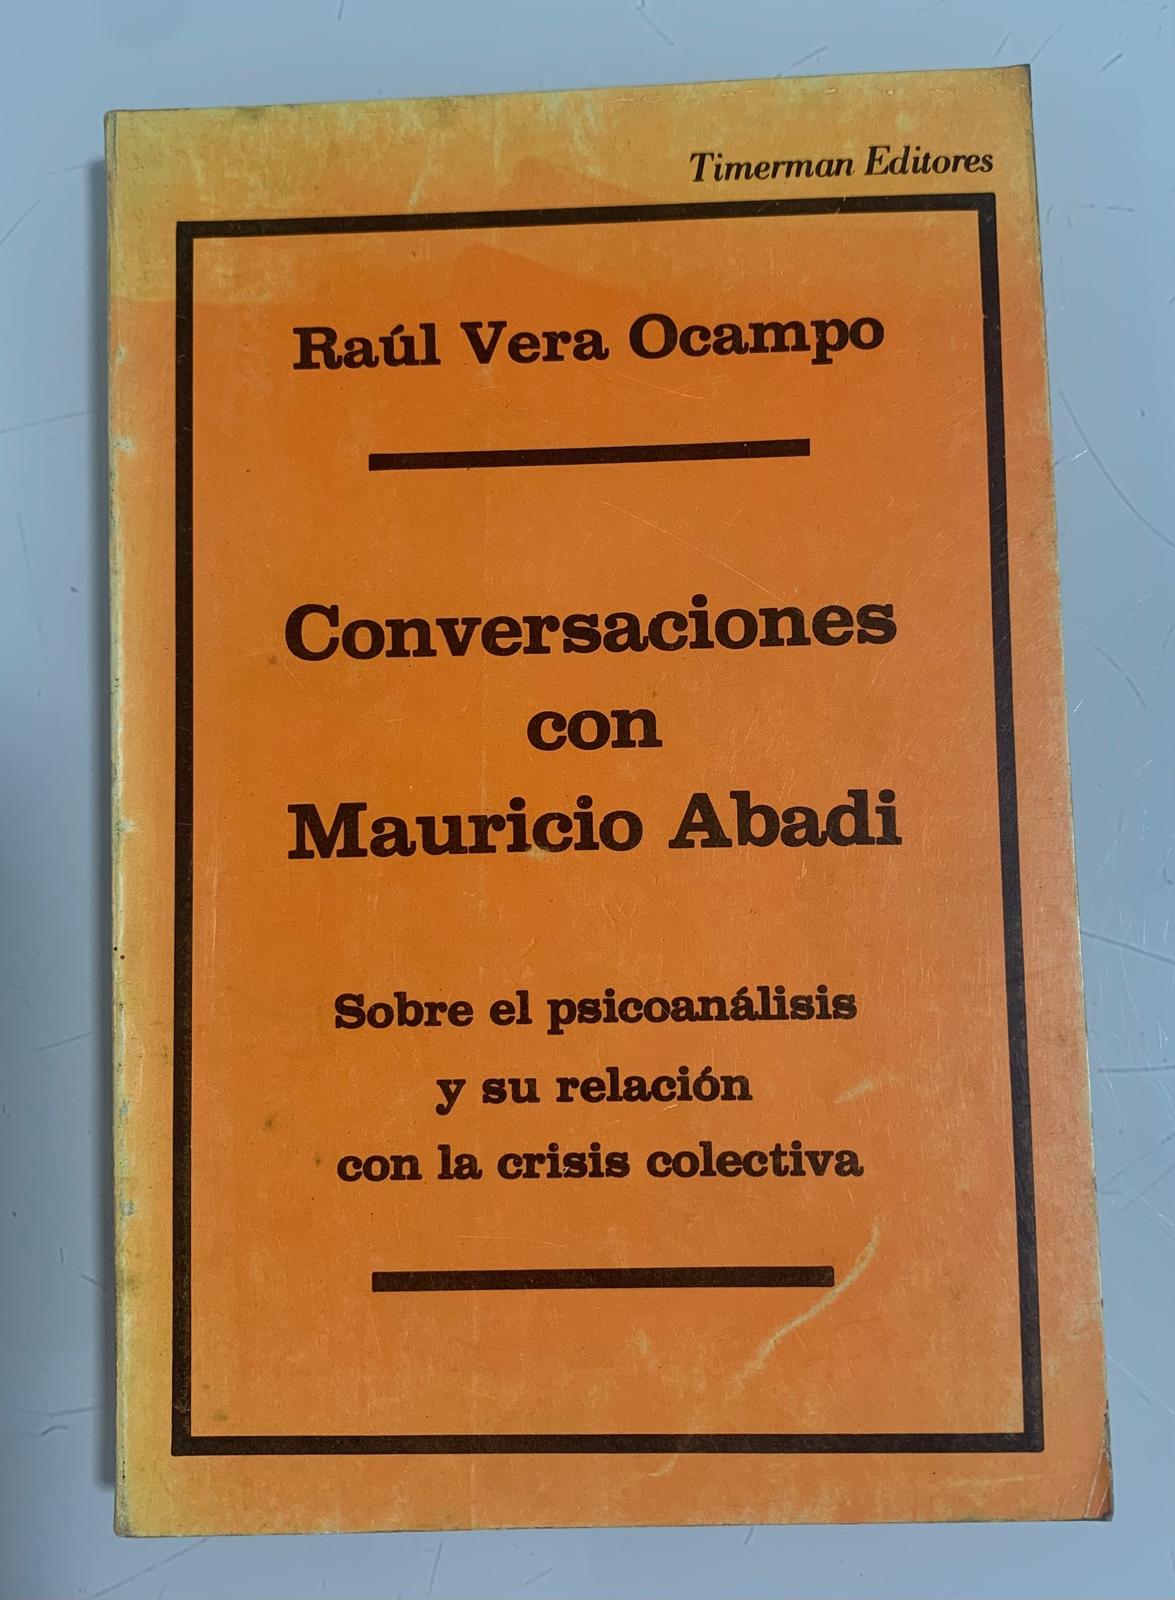 Timerman Editores
Raúl Vera Ocampo
Conversaciones
con
Mauricio Abadi
Sobre el psicoanálisis
y su relación
con la crisis colectiva